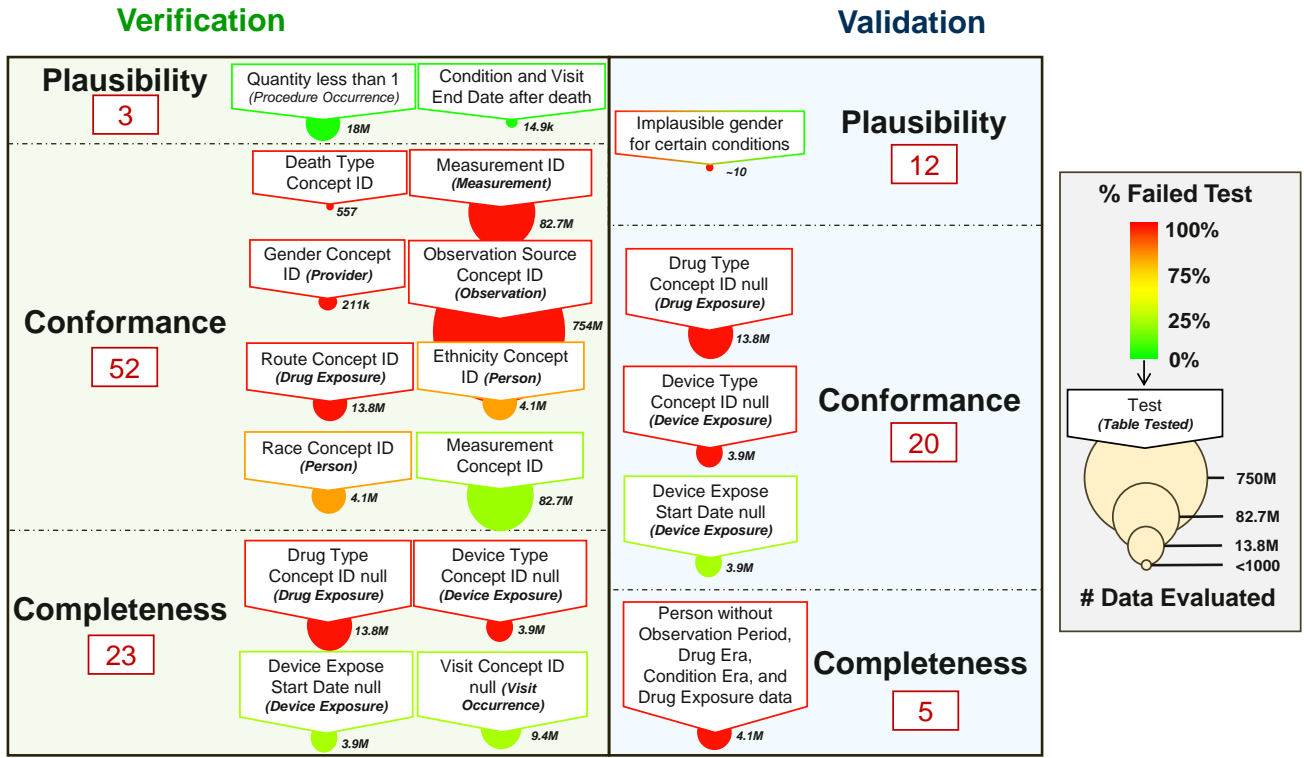 Verification
Validation
Plausibility
3
Quantity less than 1
(Procedure Occurrence)
18M
Condition and Visit
End Date after death
14.9k
Conformance
52
Death Type
Concept ID
557
Measurement ID
(Measurement)
82.7M
Gender Concept
ID (Provider)
211k
Observation Source
Concept ID
(Observation)
754M
Route Concept ID
(Drug Exposure)
13.8M
Ethnicity Concept
ID (Person)
4.1M
Race Concept ID
(Person)
4.1M
Measurement
Concept ID
82.7M
Completeness
23
Drug Type
Concept ID null
(Drug Exposure)
13.8M
Device Type
Concept ID null
(Device Exposure)
3.9M
Device Expose
Start Date null
(Device Exposure)
3.9M
Visit Concept ID
null (Visit
Occurrence)
9.4M
Implausible gender
for certain conditions
~10
Plausibility
12
Drug Type
Concept ID null
(Drug Exposure)
13.8M
Device Type
Concept ID null
(Device Exposure)
3.9M
Device Expose
Start Date null
(Device Exposure)
3.9M
Conformance
20
Person without
Observation Period,
Drug Era,
Condition Era, and
Drug Exposure data
4.1M
Completeness
5
% Failed Test
100%
75%
25%
0%
Test
(Table Tested)
750M
82.7M
13.8M
<1000
# Data Evaluated